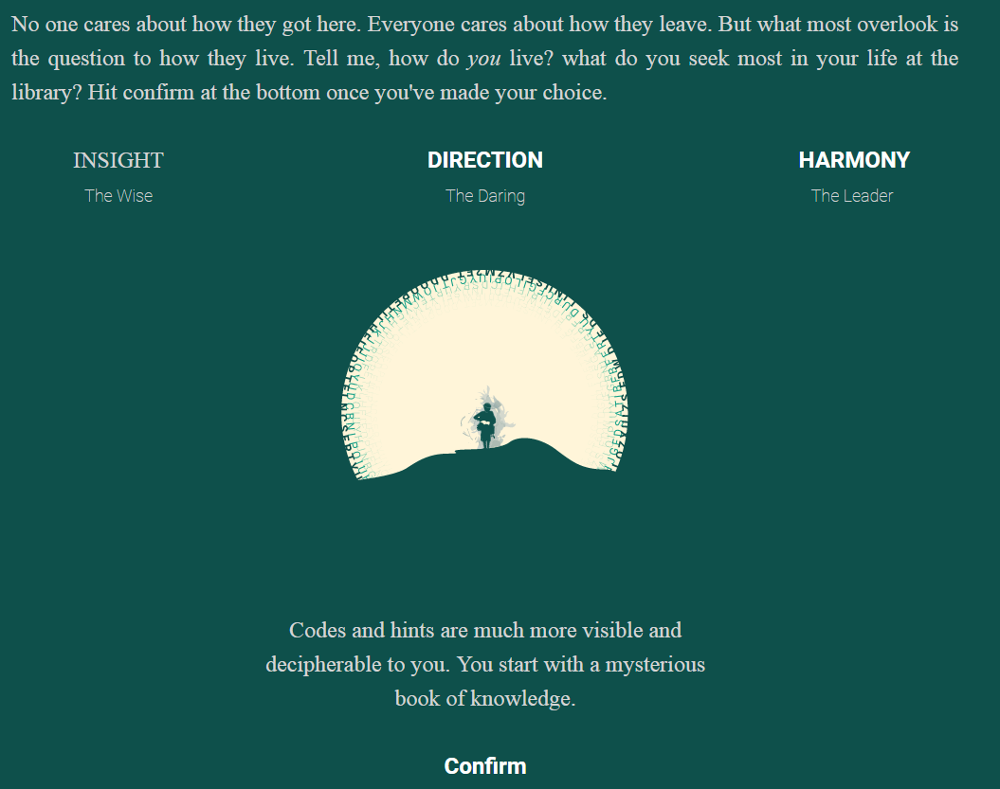 No one cares about how they got here. Everyone cares about how they leave. But what most overlook is
the question to how they live. Tell me, how do you live? what do you seek most in your life at the
library? Hit confirm at the bottom once you've made your choice.
INSIGHT
DIRECTION
HARMONY
The Wise
The Daring
The Leader
Codes and hints are much more visible and
decipherable to you. You start with a mysterious
book of knowledge.
Confirm